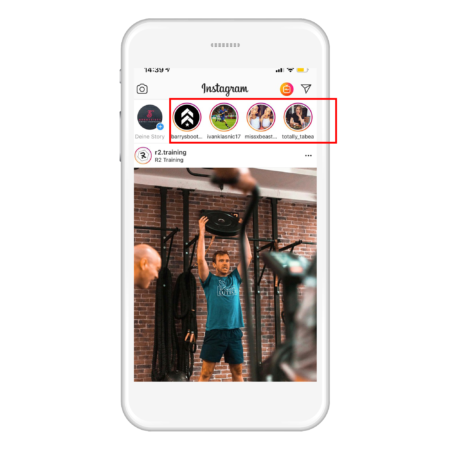 14:39
Instagram
Deine Story barrysboot... ivanklasnic17 missxbeast... totally_tabea
r2.training
R2 Training